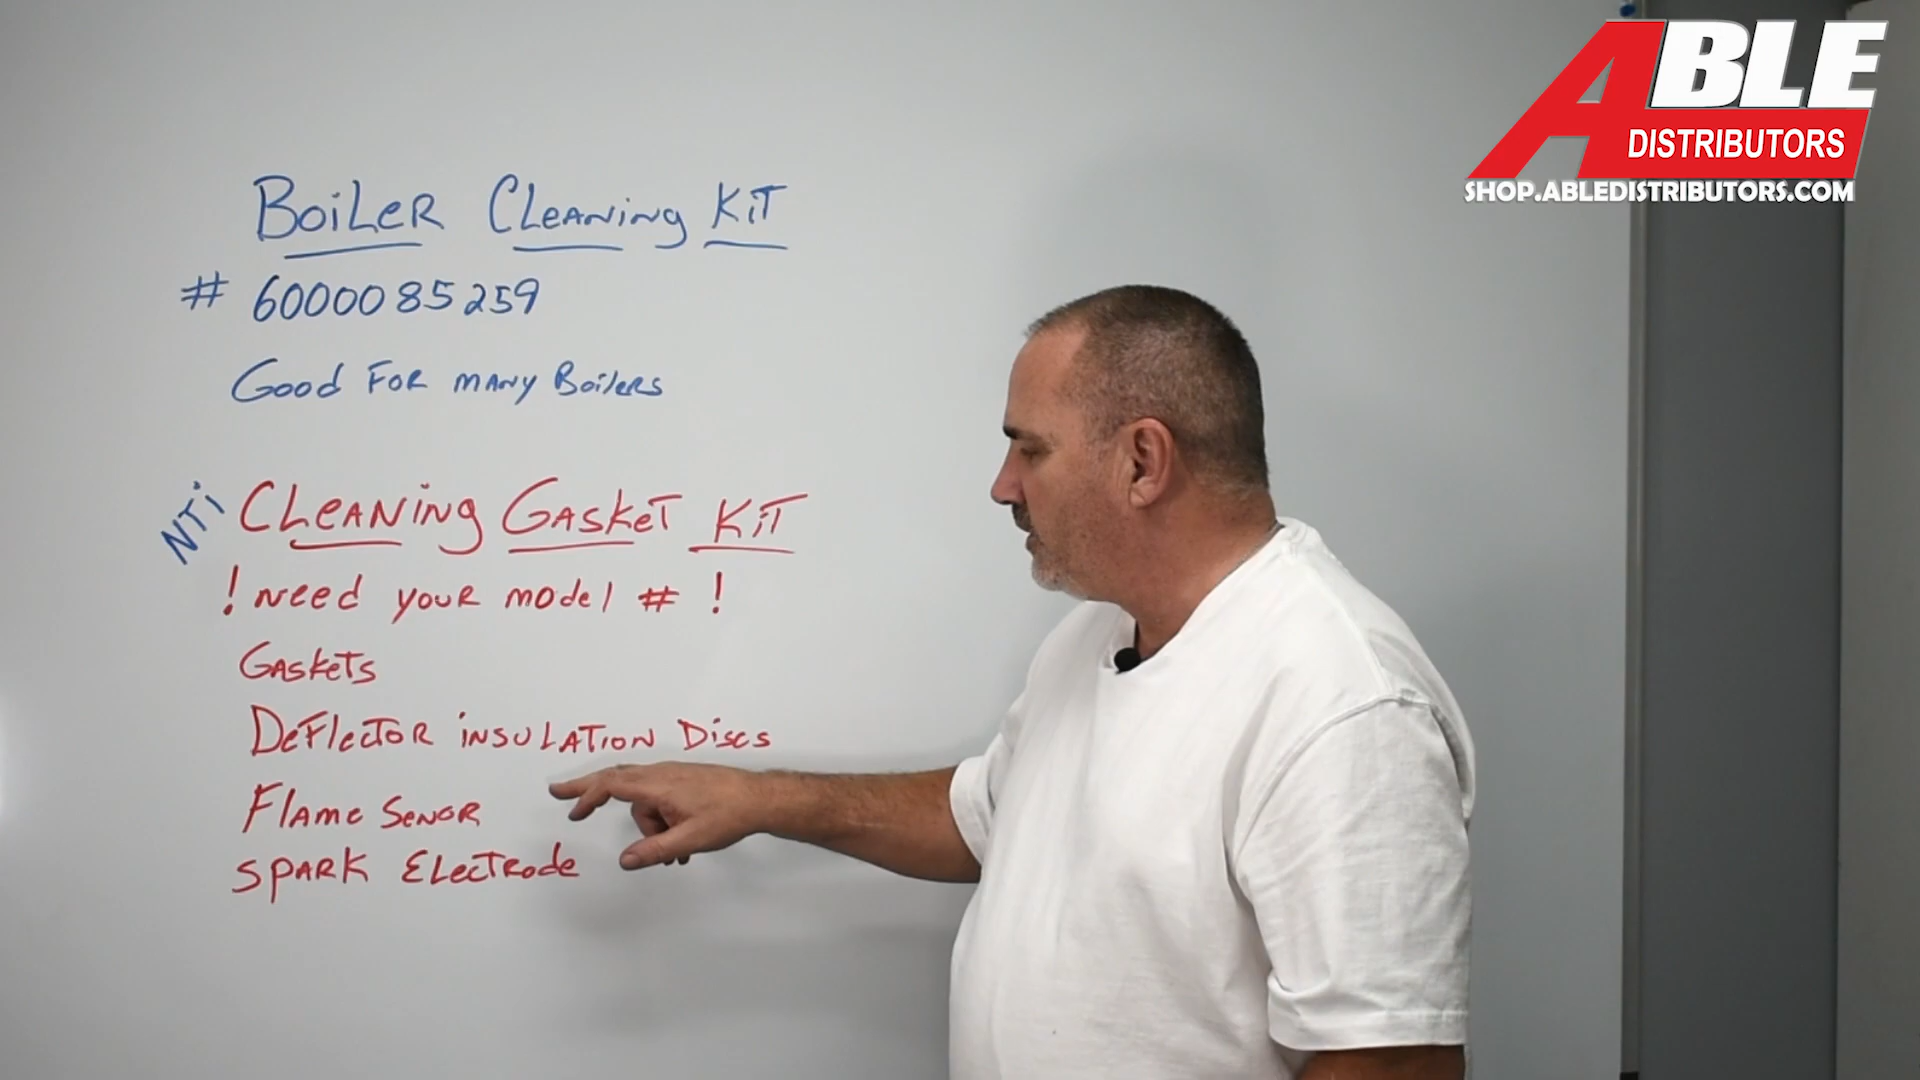 ABLE
DISTRIBUTORS
SHOP.ABLEDISTRIBUTORS.COM
BoiLeR CLeaning KiT
# 6000085259
Good For many Boilers
NTi
CLeaning GaskeT KiT
! need your model # !
GaskeTs
DeFlecTor insulaTion Discs
Flame Senor
Spark ELecTrode